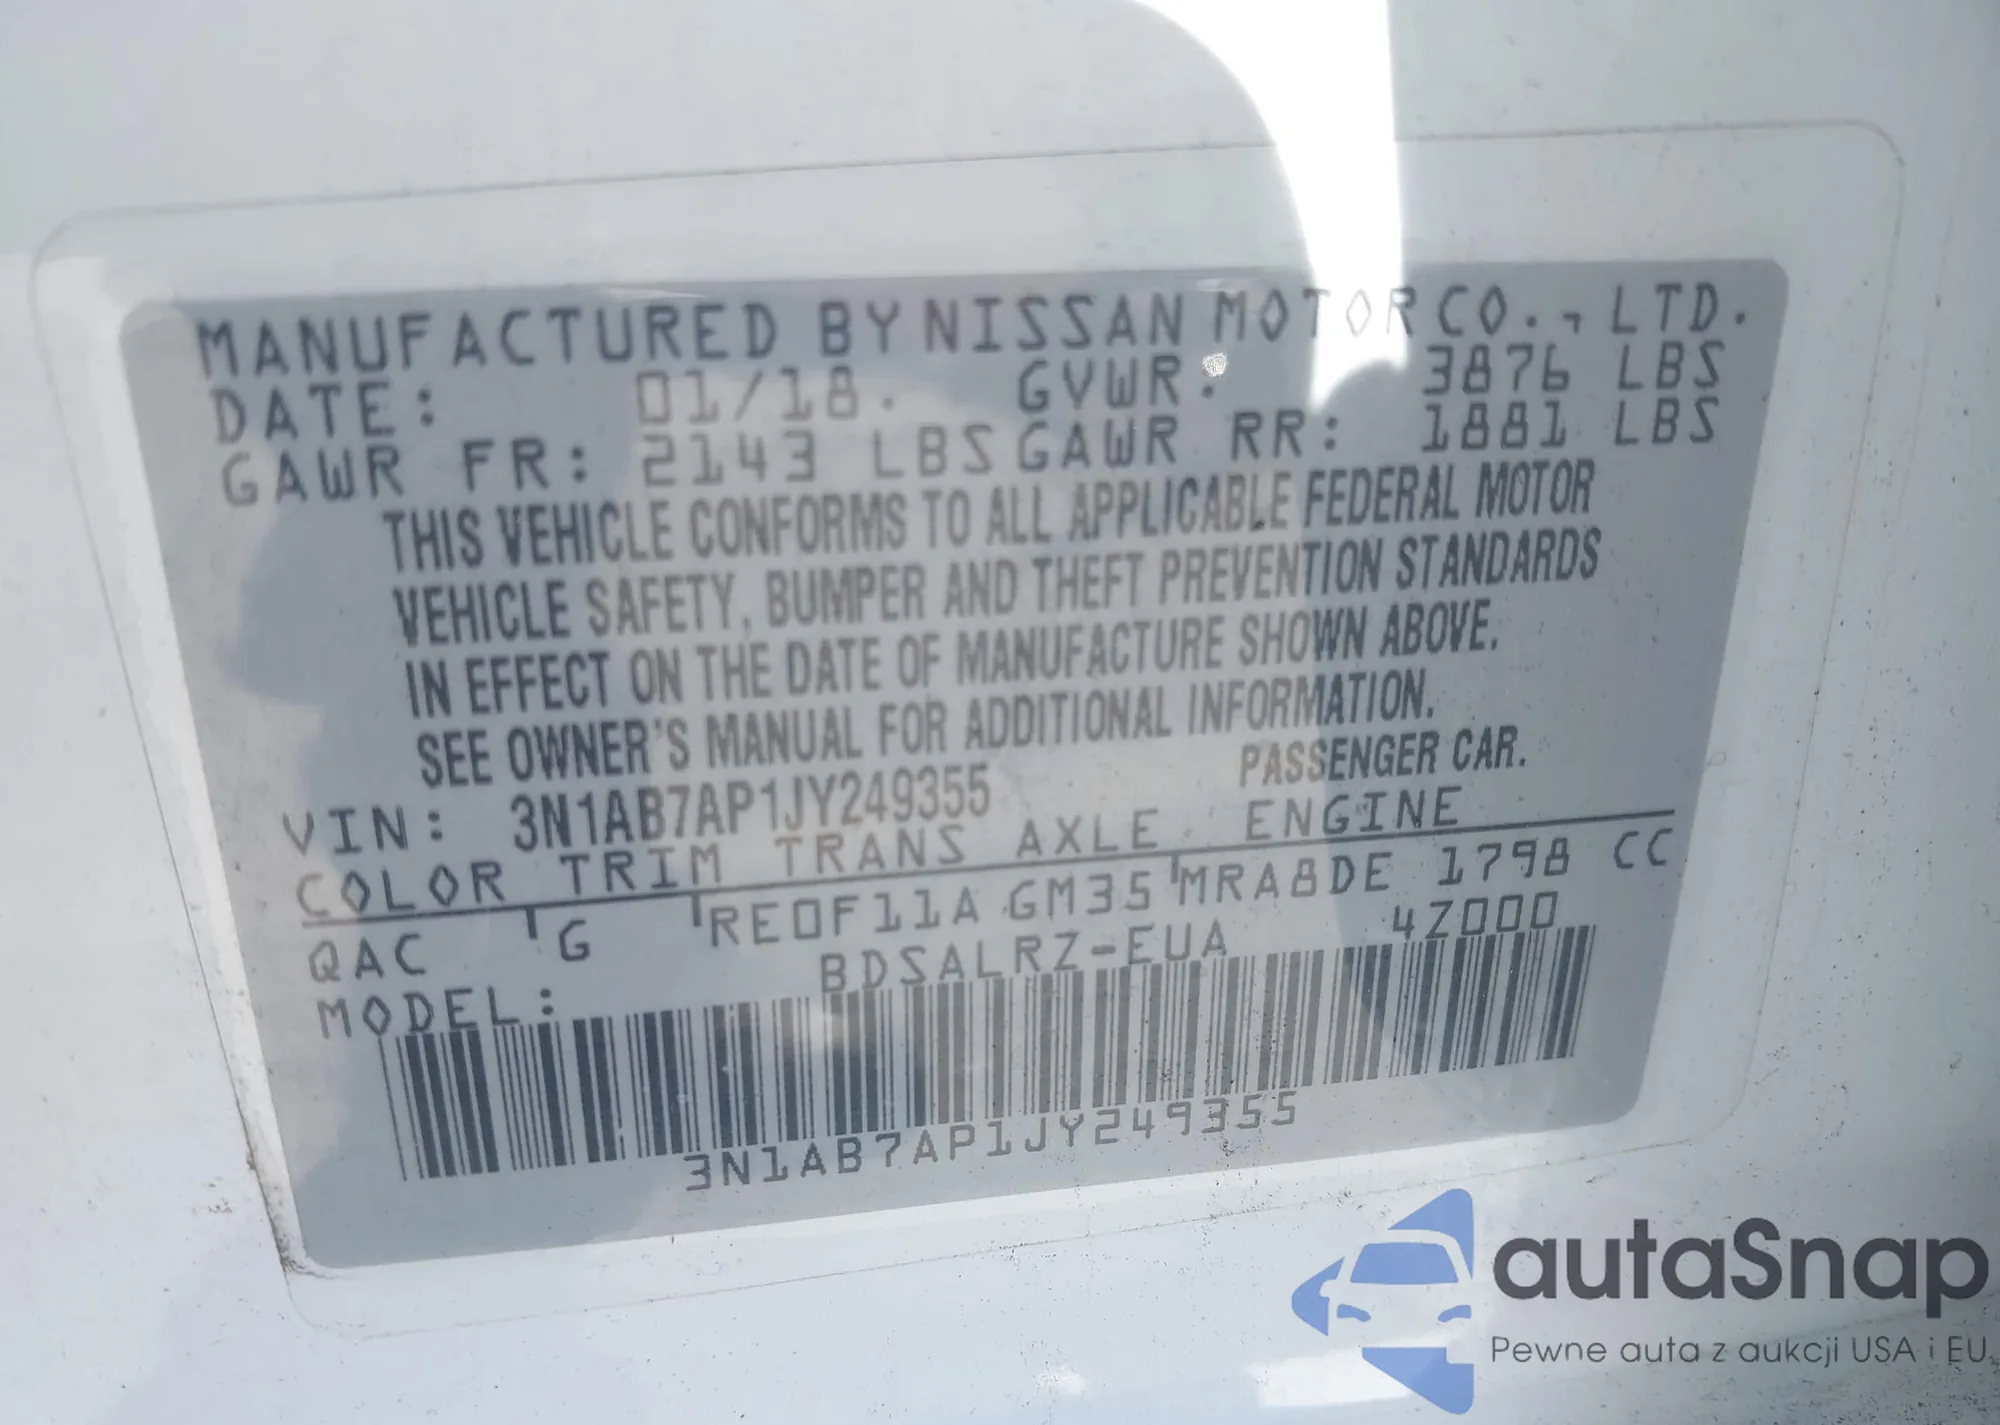 MANUFACTURED BY NISSAN MOTOR CO., LTD.
DATE: 01/18. GVWR: 3876 LBS
GAWR FR: 2143 LBS GAWR RR: 1881 LBS
THIS VEHICLE CONFORMS TO ALL APPLICABLE FEDERAL MOTOR
VEHICLE SAFETY, BUMPER AND THEFT PREVENTION STANDARDS
IN EFFECT ON THE DATE OF MANUFACTURE SHOWN ABOVE.
SEE OWNER'S MANUAL FOR ADDITIONAL INFORMATION.
VIN: 3N1AB7AP1JY249355 PASSENGER CAR.
COLOR TRIM TRANS AXLE ENGINE
QAC G RE0F11A GM35 MRA8DE 1798 CC
MODEL: BDSALRZ-EUA 4Z000
3N1AB7AP1JY249355
autaSnap
Pewne auta z aukcji USA i EU